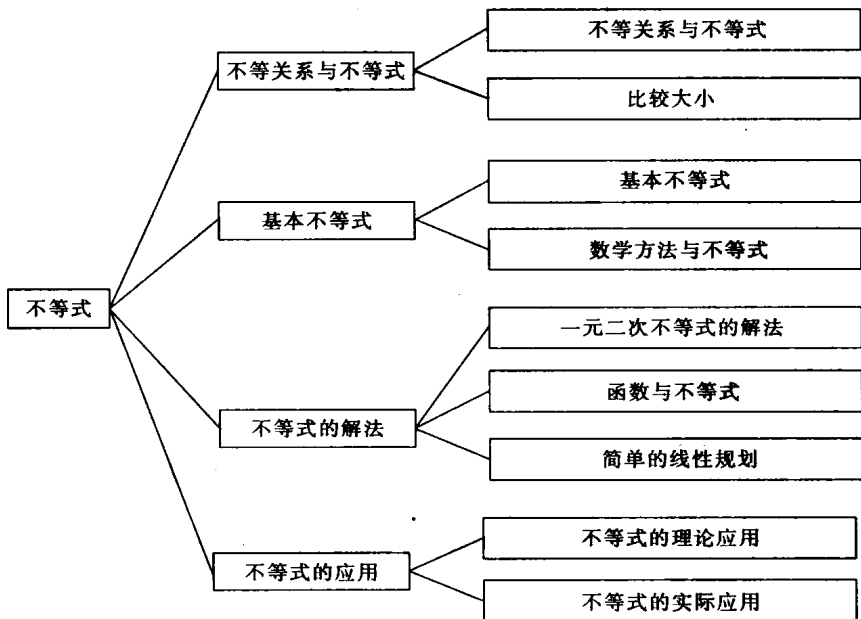 不等关系与不等式
不等关系与不等式
比较大小
基本不等式
基本不等式
数学方法与不等式
不等式
一元二次不等式的解法
函数与不等式
不等式的解法
简单的线性规划
不等式的理论应用
不等式的应用
不等式的实际应用